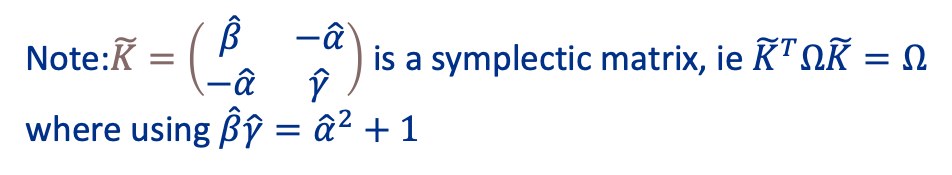 Note: K̃ = ( β̂ −α̂ −α̂ γ̂ ) is a symplectic matrix, ie K̃ᵀΩK̃ = Ω
where using β̂γ̂ = α̂² + 1